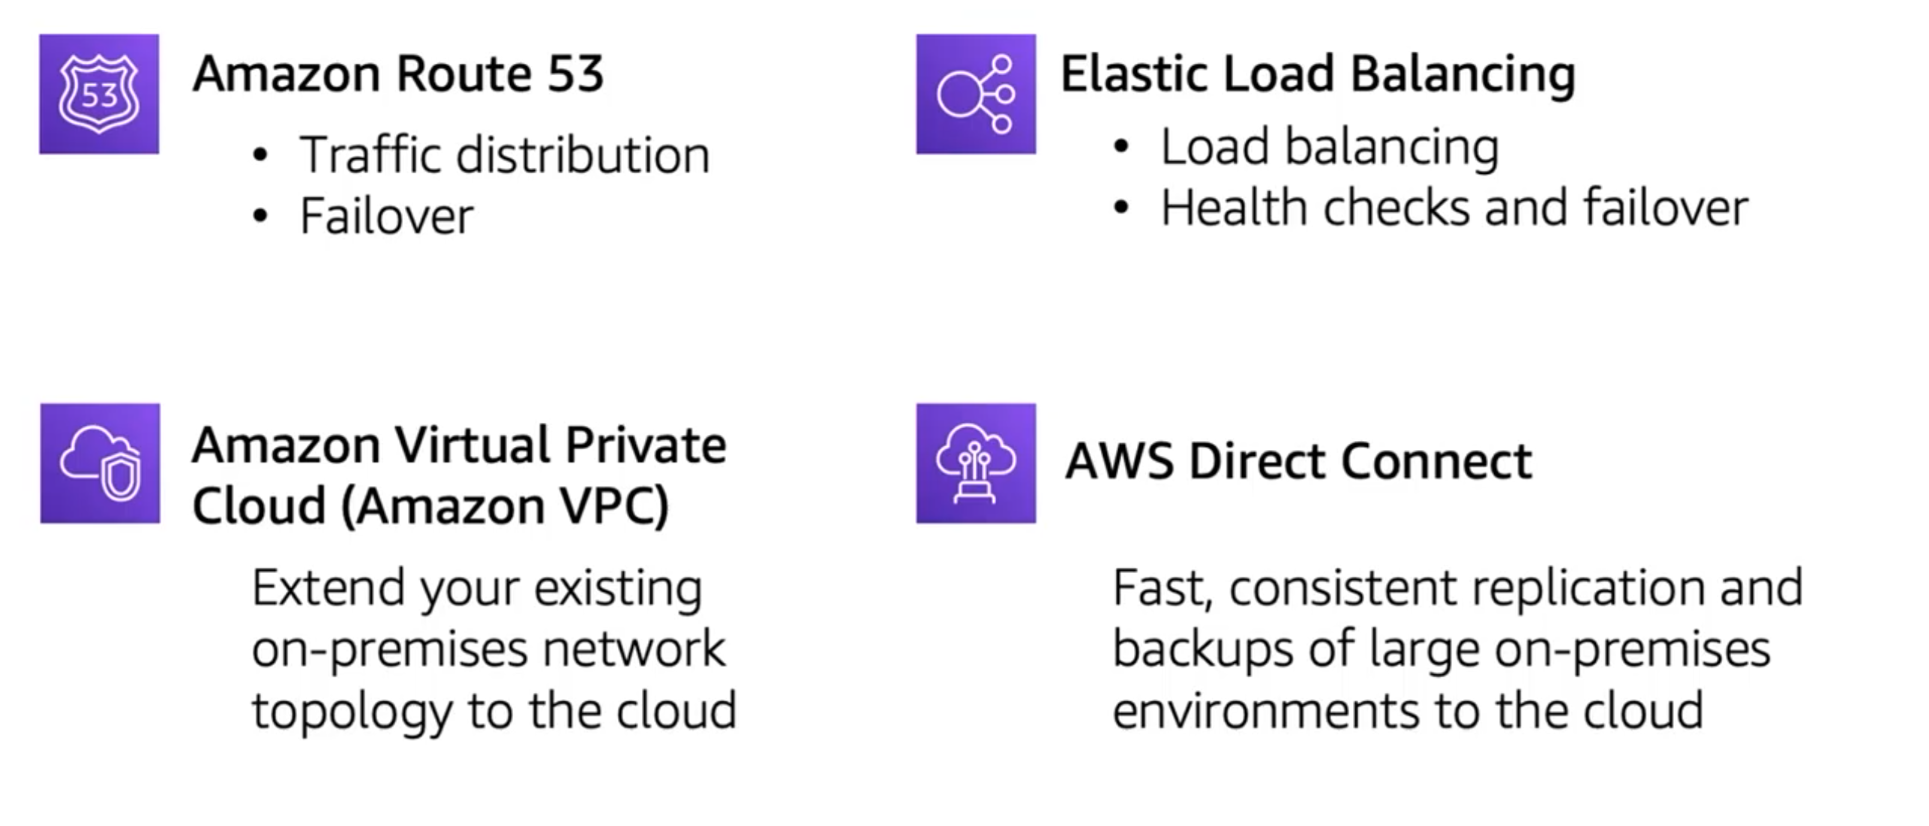 53
Amazon Route 53
• Traffic distribution
• Failover
Elastic Load Balancing
• Load balancing
• Health checks and failover
Amazon Virtual Private
Cloud (Amazon VPC)
Extend your existing
on-premises network
topology to the cloud
AWS Direct Connect
Fast, consistent replication and
backups of large on-premises
environments to the cloud